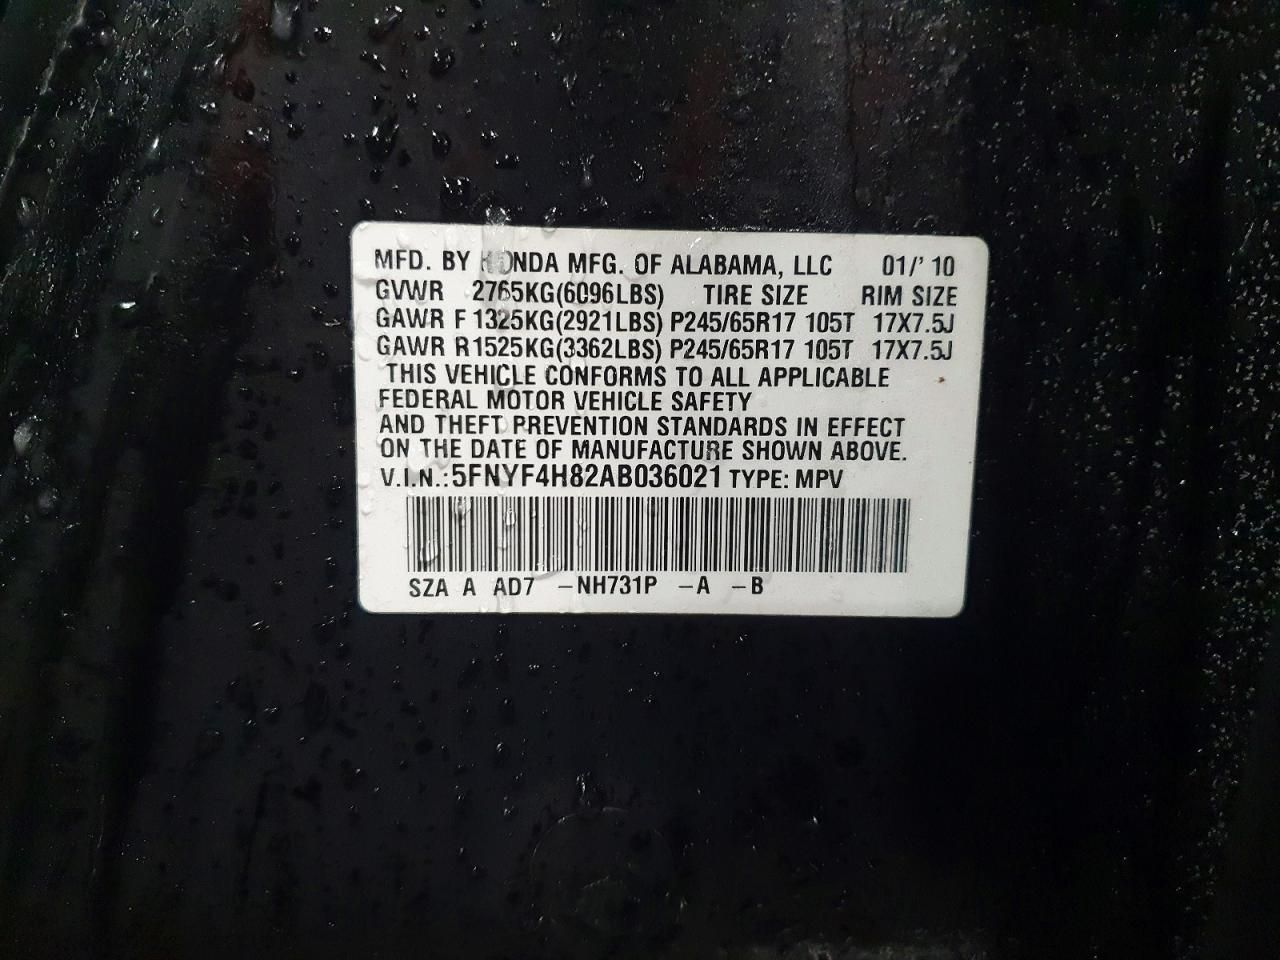 MFD. BY HONDA MFG. OF ALABAMA, LLC 01/'10
GVWR 2765KG(6096LBS) TIRE SIZE RIM SIZE
GAWR F 1325KG(2921LBS) P245/65R17 105T 17X7.5J
GAWR R1525KG(3362LBS) P245/65R17 105T 17X7.5J
THIS VEHICLE CONFORMS TO ALL APPLICABLE
FEDERAL MOTOR VEHICLE SAFETY
AND THEFT PREVENTION STANDARDS IN EFFECT
ON THE DATE OF MANUFACTURE SHOWN ABOVE.
V.I.N.:5FNYF4H82AB036021 TYPE: MPV
SZA A AD7 -NH731P -A -B